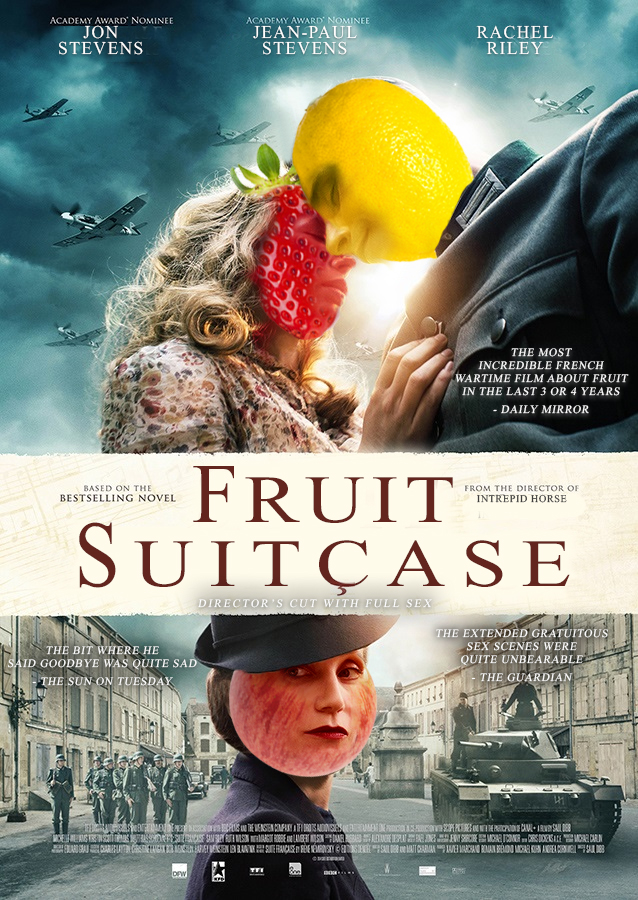 ACADEMY AWARD® NOMINEE
JON
STEVENS
ACADEMY AWARD® NOMINEE
JEAN-PAUL
STEVENS
RACHEL
RILEY
THE MOST
INCREDIBLE FRENCH
WARTIME FILM ABOUT FRUIT
IN THE LAST 3 OR 4 YEARS
- DAILY MIRROR
BASED ON THE
BESTSELLING NOVEL
FRUIT
SUITÇASE
FROM THE DIRECTOR OF
INTREPID HORSE
DIRECTOR'S CUT WITH FULL SEX
THE BIT WHERE HE
SAID GOODBYE WAS QUITE SAD
- THE SUN ON TUESDAY
THE EXTENDED GRATUITOUS
SEX SCENES WERE
QUITE UNBEARABLE
- THE GUARDIAN